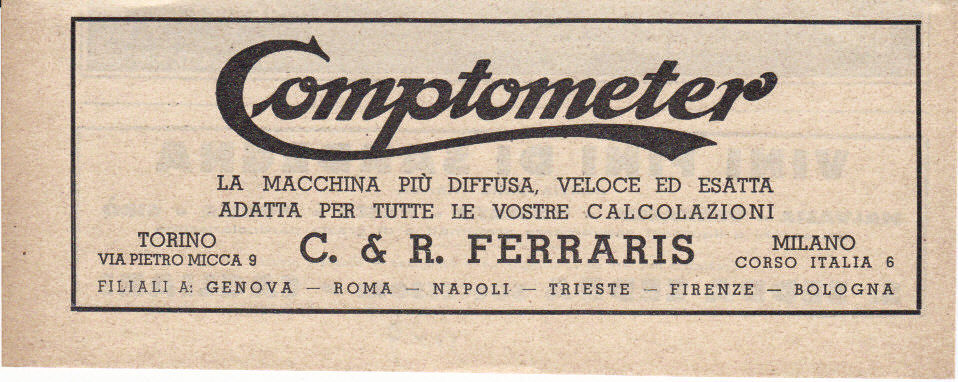 Comptometer
LA MACCHINA PIÙ DIFFUSA, VELOCE ED ESATTA
ADATTA PER TUTTE LE VOSTRE CALCOLAZIONI
TORINO
VIA PIETRO MICCA 9
C. & R. FERRARIS
MILANO
CORSO ITALIA 6
FILIALI A: GENOVA — ROMA — NAPOLI — TRIESTE — FIRENZE — BOLOGNA